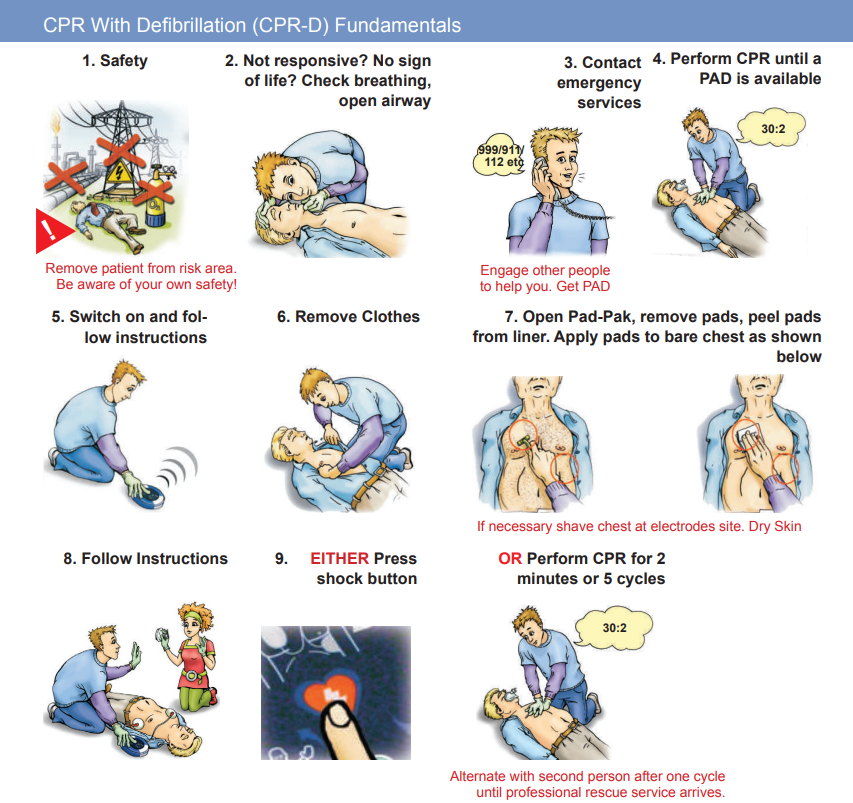 CPR With Defibrillation (CPR-D) Fundamentals
1. Safety
Remove patient from risk area.
Be aware of your own safety!
2. Not responsive? No sign
of life? Check breathing,
open airway
3. Contact
emergency
services
999/911/
112 etc
Engage other people
to help you. Get PAD
4. Perform CPR until a
PAD is available
30:2
5. Switch on and fol-
low instructions
6. Remove Clothes
7. Open Pad-Pak, remove pads, peel pads
from liner. Apply pads to bare chest as shown
below
If necessary shave chest at electrodes site. Dry Skin
8. Follow Instructions
9. EITHER Press
shock button
OR Perform CPR for 2
minutes or 5 cycles
30:2
Alternate with second person after one cycle
until professional rescue service arrives.